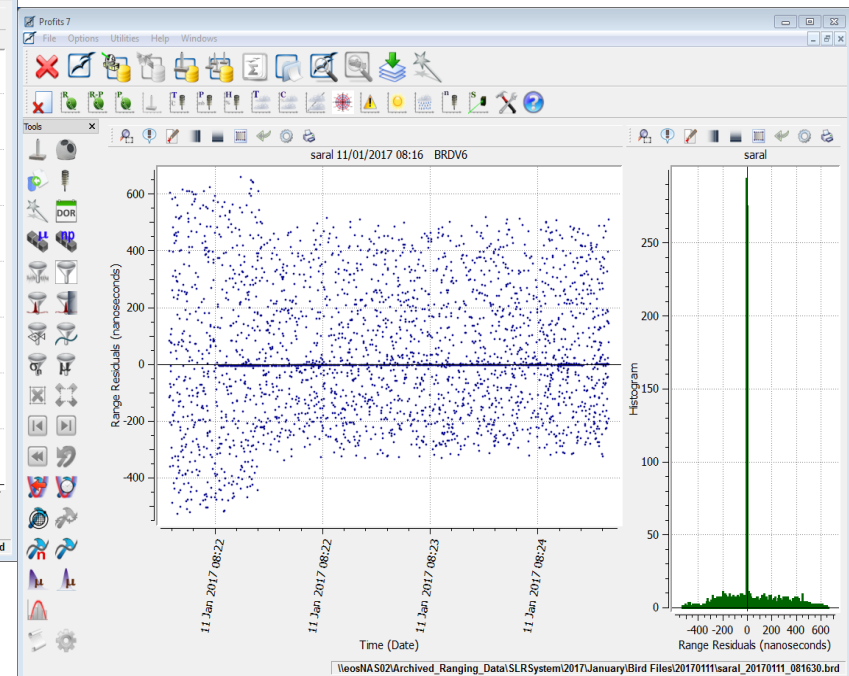 Profits 7
File Options Utilities Help Windows
R R-P P T P H T C n S
Tools
saral 11/01/2017 08:16 BRDV6
saral
DOR
μ np
Range Residuals (nanoseconds)
600
400
200
0
-200
-400
11 Jan 2017 08:22
11 Jan 2017 08:22
11 Jan 2017 08:23
11 Jan 2017 08:24
Time (Date)
Histogram
250
200
150
100
50
0
-400 -200 0 200 400 600
Range Residuals (nanoseconds)
σp μ
n
μ μ
d
\\eosNAS02\Archived_Ranging_Data\SLRSystem\2017\January\Bird Files\20170111\saral_20170111_081630.brd